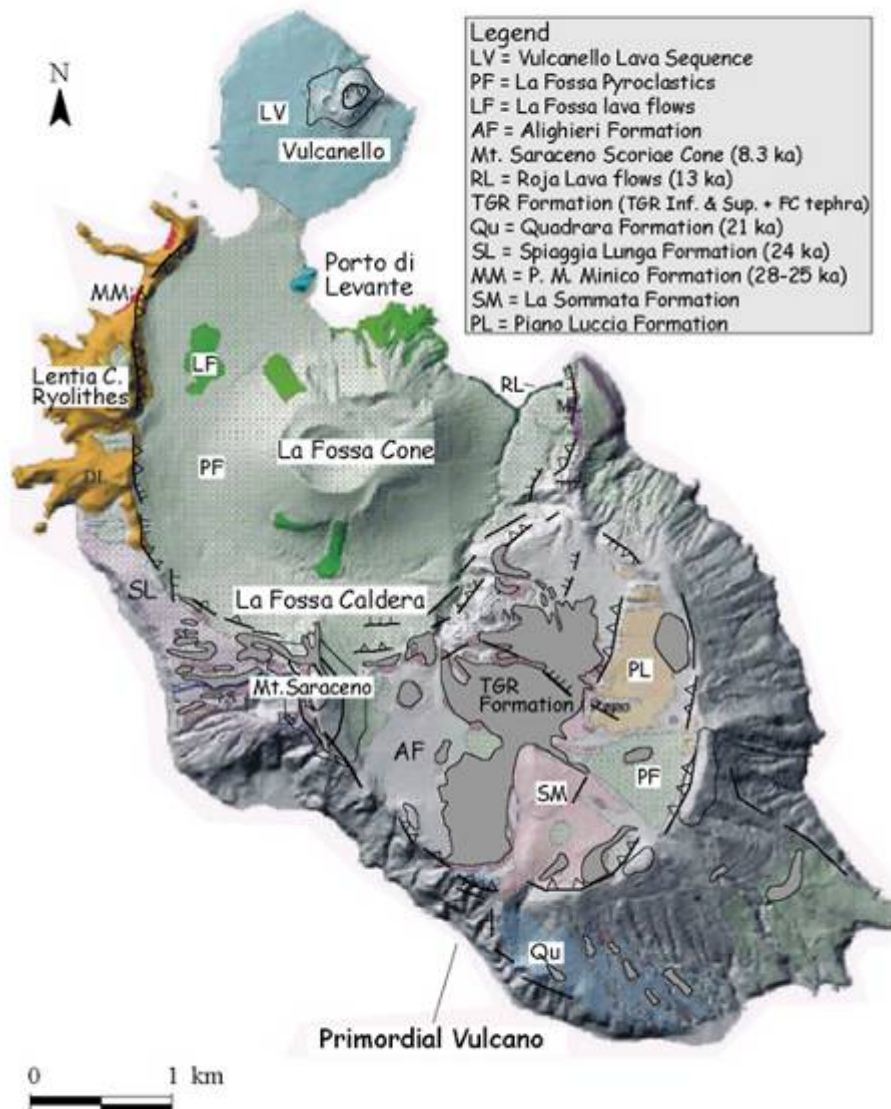 Legend
LV = Vulcanello Lava Sequence
PF = La Fossa Pyroclastics
LF = La Fossa lava flows
AF = Alighieri Formation
Mt. Saraceno Scoriae Cone (8.3 ka)
RL = Roja Lava flows (13 ka)
TGR Formation (TGR Inf. & Sup. + FC tephra)
Qu = Quadrara Formation (21 ka)
SL = Spiaggia Lunga Formation (24 ka)
MM = P. M. Minico Formation (28-25 ka)
SM = La Sommata Formation
PL = Piano Luccia Formation
N
LV
Vulcanello
Porto di
Levante
MM
LF
Lentia C.
Ryolithes
RL
La Fossa Cone
PF
SL
La Fossa Caldera
Mt. Saraceno
TGR
Formation
PL
AF
PF
SM
Qu
Primordial Vulcano
0 1 km